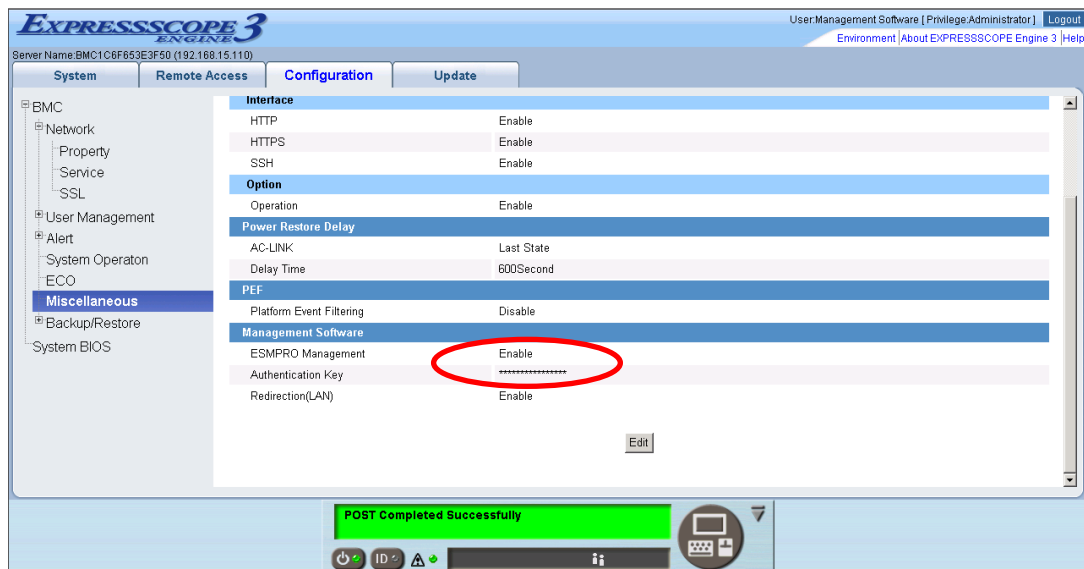 EXPRESSSCOPE 3
ENGINE
User:Management Software [ Privilege:Administrator ] Logout
Environment About EXPRESSSCOPE Engine 3 Help
Server Name:BMC1C6F653E3F50 (192.168.15.110)
System Remote Access Configuration Update
BMC
Network
Property
Service
SSL
User Management
Alert
System Operaton
ECO
Miscellaneous
Backup/Restore
System BIOS
Interface
HTTP Enable
HTTPS Enable
SSH Enable
Option
Operation Enable
Power Restore Delay
AC-LINK Last State
Delay Time 600Second
PEF
Platform Event Filtering Disable
Management Software
ESMPRO Management Enable
Authentication Key ***************
Redirection(LAN) Enable
Edit
POST Completed Successfully
ID